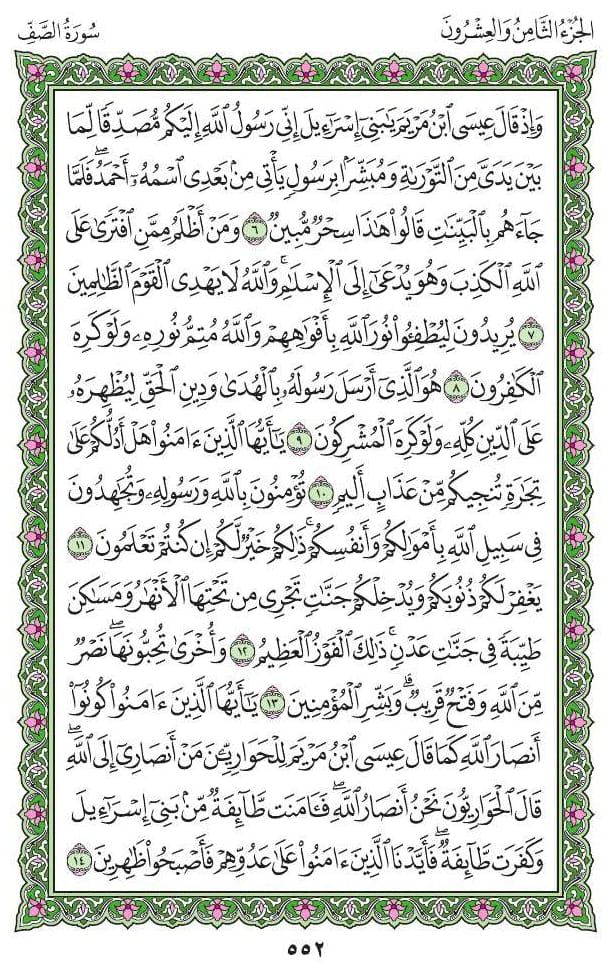 الجُزْءُ الثَّامِنُ وَالعِشْرُونَ
سُورَةُ الصَّفِّ
وَإِذْ قَالَ عِيسَى ٱبْنُ مَرْيَمَ يَٰبَنِىٓ إِسْرَٰٓءِيلَ إِنِّى رَسُولُ ٱللَّهِ إِلَيْكُم مُّصَدِّقًا لِّمَا
بَيْنَ يَدَىَّ مِنَ ٱلتَّوْرَىٰةِ وَمُبَشِّرًۢا بِرَسُولٍ يَأْتِى مِنۢ بَعْدِى ٱسْمُهُۥٓ أَحْمَدُ ۖ فَلَمَّا
جَآءَهُم بِٱلْبَيِّنَٰتِ قَالُوا۟ هَٰذَا سِحْرٌ مُّبِينٌ ٦ وَمَنْ أَظْلَمُ مِمَّنِ ٱفْتَرَىٰ عَلَى
ٱللَّهِ ٱلْكَذِبَ وَهُوَ يُدْعَىٰٓ إِلَى ٱلْإِسْلَٰمِ ۚ وَٱللَّهُ لَا يَهْدِى ٱلْقَوْمَ ٱلظَّٰلِمِينَ
٧ يُرِيدُونَ لِيُطْفِـُٔوا۟ نُورَ ٱللَّهِ بِأَفْوَٰهِهِمْ وَٱللَّهُ مُتِمُّ نُورِهِۦ وَلَوْ كَرِهَ
ٱلْكَٰفِرُونَ ٨ هُوَ ٱلَّذِىٓ أَرْسَلَ رَسُولَهُۥ بِٱلْهُدَىٰ وَدِينِ ٱلْحَقِّ لِيُظْهِرَهُۥ
عَلَى ٱلدِّينِ كُلِّهِۦ وَلَوْ كَرِهَ ٱلْمُشْرِكُونَ ٩ يَٰٓأَيُّهَا ٱلَّذِينَ ءَامَنُوا۟ هَلْ أَدُلُّكُمْ عَلَىٰ
تِجَٰرَةٍ تُنجِيكُم مِّنْ عَذَابٍ أَلِيمٍ ١٠ تُؤْمِنُونَ بِٱللَّهِ وَرَسُولِهِۦ وَتُجَٰهِدُونَ
فِى سَبِيلِ ٱللَّهِ بِأَمْوَٰلِكُمْ وَأَنفُسِكُمْ ۚ ذَٰلِكُمْ خَيْرٌ لَّكُمْ إِن كُنتُمْ تَعْلَمُونَ ١١
يَغْفِرْ لَكُمْ ذُنُوبَكُمْ وَيُدْخِلْكُمْ جَنَّٰتٍ تَجْرِى مِن تَحْتِهَا ٱلْأَنْهَٰرُ وَمَسَٰكِنَ
طَيِّبَةً فِى جَنَّٰتِ عَدْنٍ ۚ ذَٰلِكَ ٱلْفَوْزُ ٱلْعَظِيمُ ١٢ وَأُخْرَىٰ تُحِبُّونَهَا ۖ نَصْرٌ
مِّنَ ٱللَّهِ وَفَتْحٌ قَرِيبٌ ۗ وَبَشِّرِ ٱلْمُؤْمِنِينَ ١٣ يَٰٓأَيُّهَا ٱلَّذِينَ ءَامَنُوا۟ كُونُوٓا۟
أَنصَارَ ٱللَّهِ كَمَا قَالَ عِيسَى ٱبْنُ مَرْيَمَ لِلْحَوَارِيِّـۧنَ مَنْ أَنصَارِىٓ إِلَى ٱللَّهِ ۖ
قَالَ ٱلْحَوَارِيُّونَ نَحْنُ أَنصَارُ ٱللَّهِ ۖ فَـَٔامَنَت طَّآئِفَةٌ مِّنۢ بَنِىٓ إِسْرَٰٓءِيلَ
وَكَفَرَت طَّآئِفَةٌ ۖ فَأَيَّدْنَا ٱلَّذِينَ ءَامَنُوا۟ عَلَىٰ عَدُوِّهِمْ فَأَصْبَحُوا۟ ظَٰهِرِينَ ١٤
٥٥٢